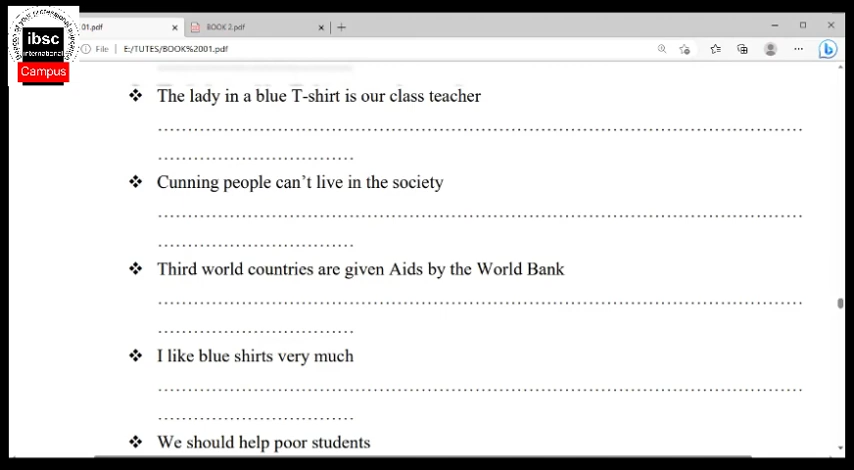 01.pdf
BOOK 2.pdf
ibsc
international
Campus
File
E:/TUTES/BOOK%2001.pdf
❖ The lady in a blue T-shirt is our class teacher
................................................................................................................
..................................
❖ Cunning people can’t live in the society
................................................................................................................
..................................
❖ Third world countries are given Aids by the World Bank
................................................................................................................
..................................
❖ I like blue shirts very much
................................................................................................................
..................................
❖ We should help poor students